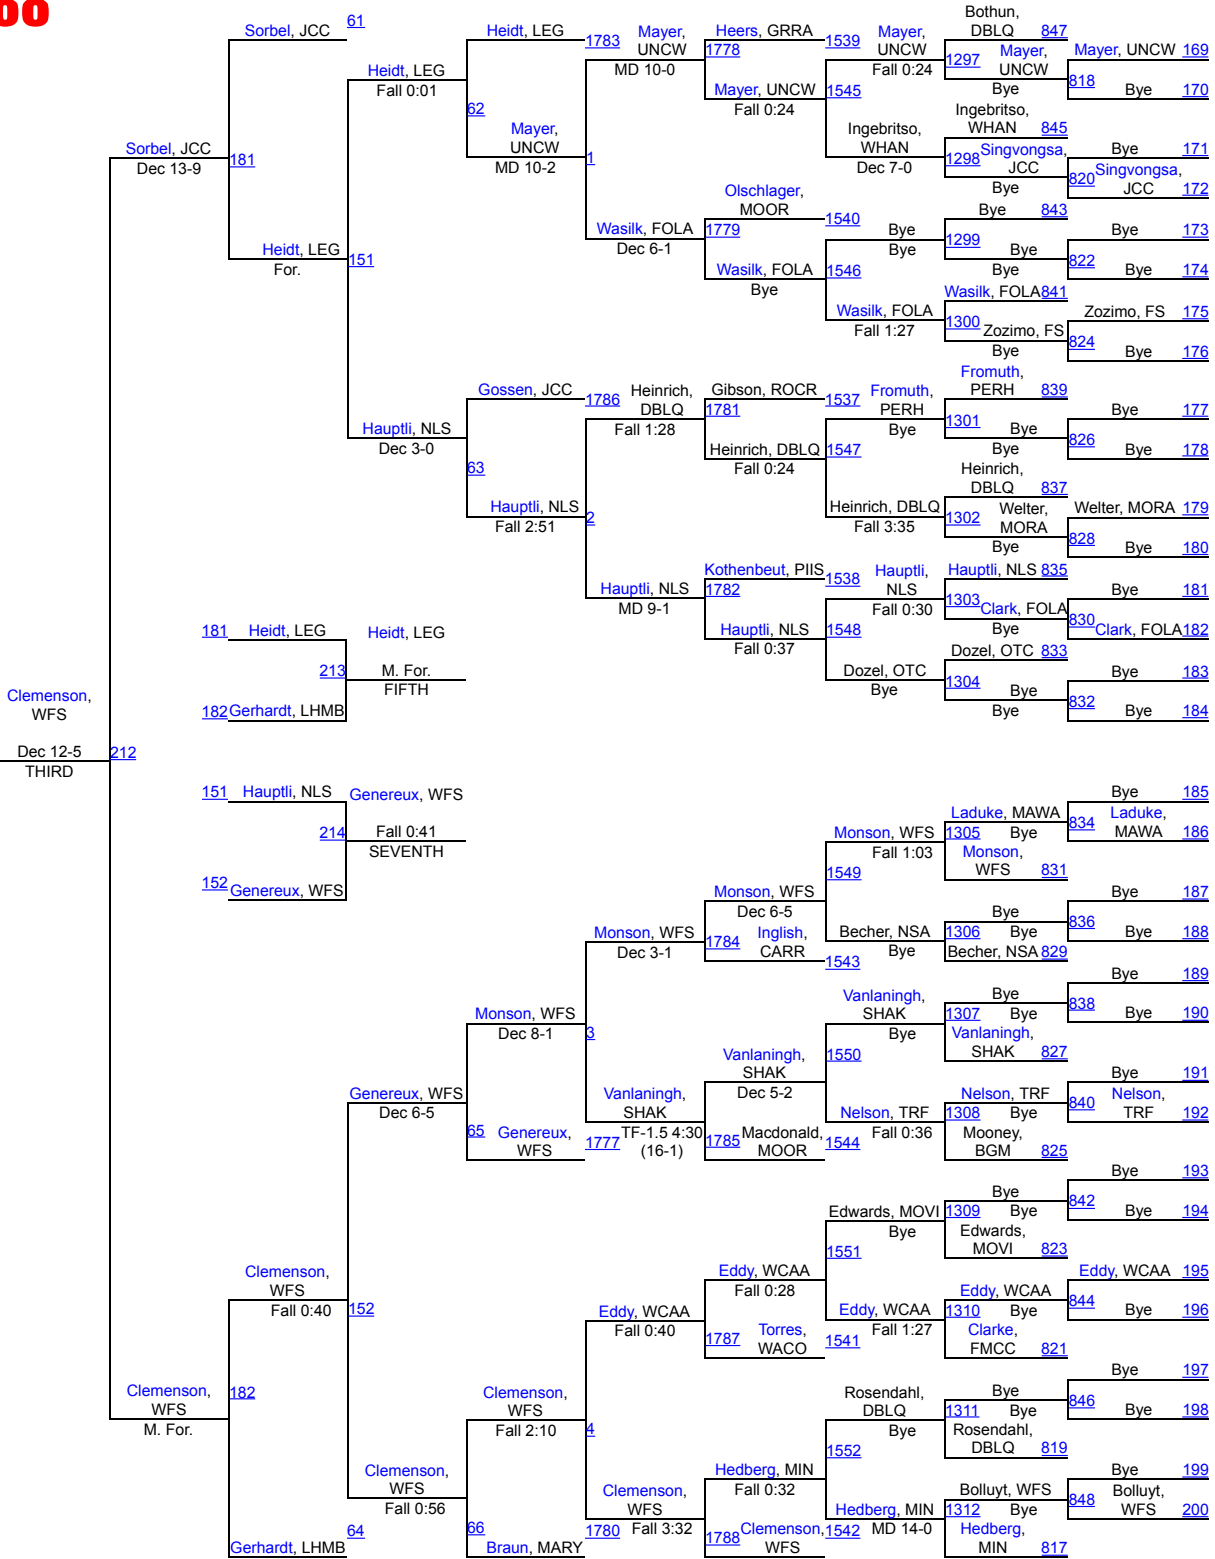 00
Sorbel, JCC
61
Heidt, LEG
1783
Mayer,
UNCW
MD 10-0
Heers, GRRA
1778
1539
Mayer,
UNCW
Fall 0:24
Bothun,
DBLQ
847
1297
Mayer,
UNCW
Bye
Mayer, UNCW
169
818
Bye
170
Heidt, LEG
Fall 0:01
Mayer, UNCW
Fall 0:24
1545
62
Mayer,
UNCW
MD 10-2
1
Ingebritso,
WHAN
Dec 7-0
Ingebritso,
WHAN
845
1298
Singvongsa,
JCC
Bye
Bye
171
820
Singvongsa,
JCC
172
Sorbel, JCC
Dec 13-9
181
Olschlager,
MOOR
1540
Bye
843
Wasilk, FOLA
Dec 6-1
1779
Bye
Bye
1299
Bye
Bye
Bye
173
822
Bye
174
Heidt, LEG
For.
151
Wasilk, FOLA
Bye
1546
Wasilk, FOLA
841
Wasilk, FOLA
Fall 1:27
1300
Zozimo, FS
Bye
Zozimo, FS
175
824
Bye
176
Gossen, JCC
1786
Heinrich,
DBLQ
Fall 1:28
Gibson, ROCR
1781
1537
Fromuth,
PERH
Bye
Fromuth,
PERH
839
1301
Bye
Bye
Bye
177
826
Bye
178
Hauptli, NLS
Dec 3-0
63
Heinrich, DBLQ
Fall 0:24
1547
Heinrich,
DBLQ
837
Hauptli, NLS
Fall 2:51
2
Heinrich, DBLQ
Fall 3:35
1302
Welter,
MORA
Bye
Welter, MORA
179
828
Bye
180
Hauptli, NLS
MD 9-1
Kothenbeut, PIIS
1782
1538
Hauptli,
NLS
Fall 0:30
Hauptli, NLS
835
1303
Clark, FOLA
Bye
Bye
181
830
Clark, FOLA
182
Hauptli, NLS
Fall 0:37
1548
Dozel, OTC
Bye
Dozel, OTC
833
1304
Bye
Bye
Bye
183
832
Bye
184
181
Heidt, LEG
213
182
Gerhardt, LHMB
Heidt, LEG
M. For.
FIFTH
Clemenson,
WFS
Dec 12-5
THIRD
212
151
Hauptli, NLS
214
152
Genereux, WFS
Genereux, WFS
Fall 0:41
SEVENTH
Bye
185
834
Laduke,
MAWA
186
Laduke, MAWA
1305
Bye
Monson,
WFS
831
Monson, WFS
Fall 1:03
1549
Monson, WFS
Dec 6-5
Bye
187
836
Bye
188
Bye
1306
Bye
Becher, NSA
829
Becher, NSA
Bye
Monson, WFS
Dec 3-1
1784
Inglish,
CARR
1543
Bye
189
838
Bye
190
Bye
1307
Bye
Vanlaningh,
SHAK
827
Vanlaningh,
SHAK
Bye
1550
Monson, WFS
Dec 8-1
3
Vanlaningh,
SHAK
Dec 5-2
Bye
191
840
Nelson,
TRF
192
Nelson, TRF
1308
Bye
Mooney,
BGM
825
Nelson, TRF
Fall 0:36
Genereux, WFS
Dec 6-5
65
Genereux,
WFS
1777
Vanlaningh,
SHAK
TF-1.5 4:30
(16-1)
1785
Macdonald,
MOOR
1544
Bye
193
842
Bye
194
Bye
1309
Bye
Edwards,
MOVI
823
Edwards, MOVI
Bye
1551
Clemenson,
WFS
Fall 0:40
152
Eddy, WCAA
Fall 0:28
Eddy, WCAA
195
844
Bye
196
Eddy, WCAA
1310
Bye
Clarke,
FMCC
821
Eddy, WCAA
Fall 1:27
Eddy, WCAA
Fall 0:40
1787
Torres,
WACO
1541
Bye
197
846
Bye
198
Clemenson,
WFS
M. For.
182
Clemenson,
WFS
Fall 2:10
4
Rosendahl,
DBLQ
Bye
Bye
1311
Bye
Rosendahl,
DBLQ
819
1552
Clemenson,
WFS
Fall 0:56
Hedberg, MIN
Fall 0:32
Bye
199
848
Bolluyt,
WFS
200
Bolluyt, WFS
1312
Bye
Hedberg,
MIN
817
Hedberg, MIN
MD 14-0
Clemenson,
WFS
Fall 3:32
1788
Clemenson,
WFS
1542
64
Gerhardt, LHMB
66
Braun, MARY
1780